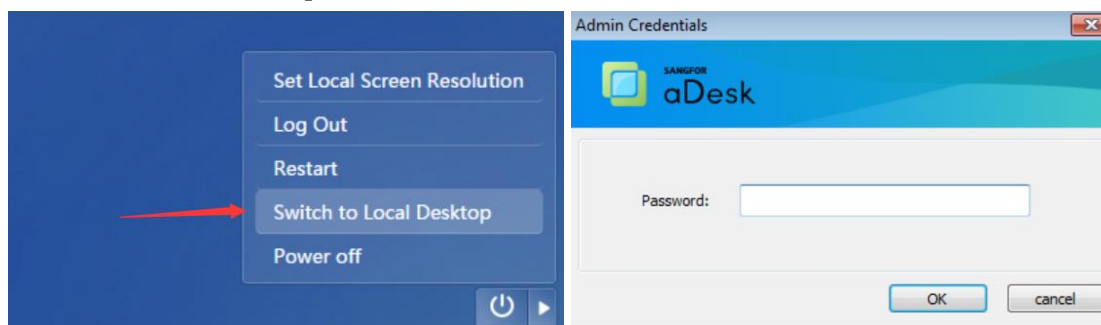 Set Local Screen Resolution
Log Out
Restart
Switch to Local Desktop
Power off
Admin Credentials
SANGFOR
aDesk
Password:
OK
cancel